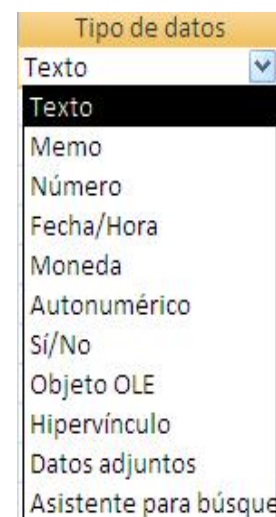 Tipo de datos
Texto
Texto
Memo
Número
Fecha/Hora
Moneda
Autonumérico
Sí/No
Objeto OLE
Hipervínculo
Datos adjuntos
Asistente para búsque